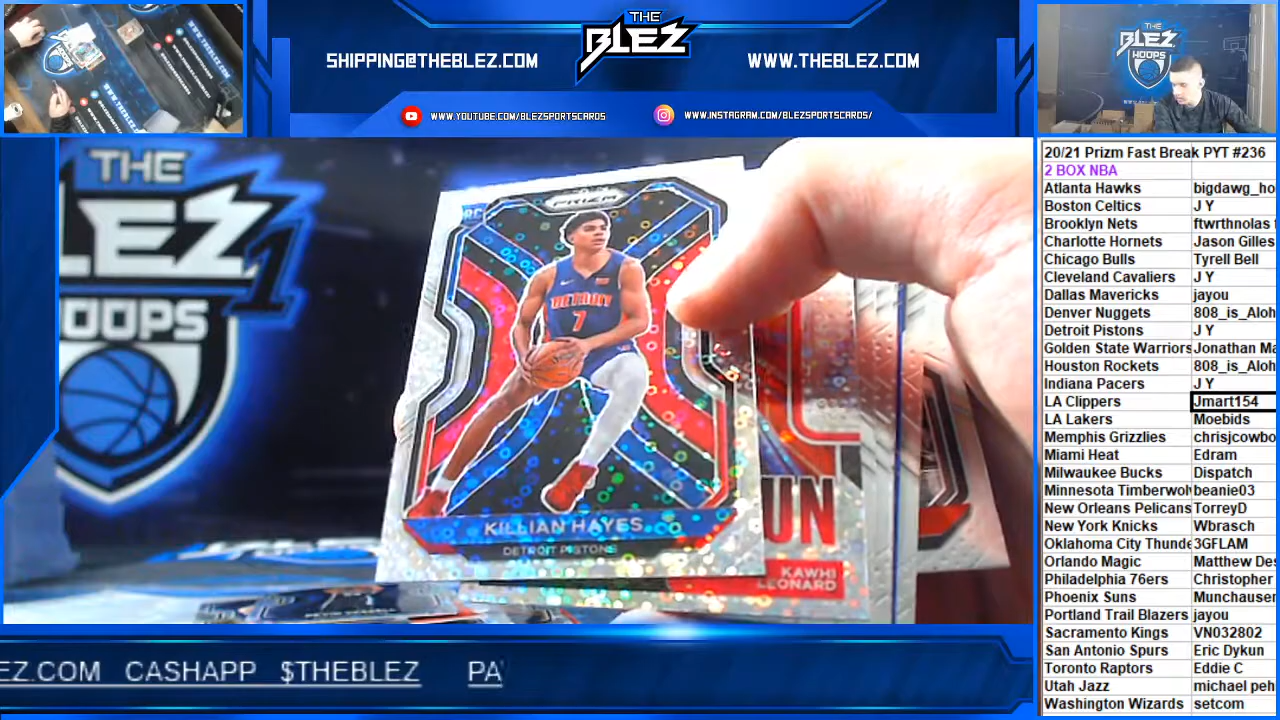 THE
BLEZ
SHIPPING@THEBLEZ.COM
WWW.THEBLEZ.COM
WWW.YOUTUBE.COM/BLEZSPORTSCARDS
WWW.INSTAGRAM.COM/BLEZSPORTSCARDS/
THE
BLEZ
HOOPS
THE
LEZ
1
OOPS
RC
PRIZM
DETROIT
7
KILLIAN HAYES
DETROIT PISTONS
UN
KAWHI
LEONARD
20/21 Prizm Fast Break PYT #236
2 BOX NBA
Atlanta Hawks bigdawg_ho
Boston Celtics J Y
Brooklyn Nets ftwrthnolas
Charlotte Hornets Jason Gilles
Chicago Bulls Tyrell Bell
Cleveland Cavaliers J Y
Dallas Mavericks jayou
Denver Nuggets 808_is_Aloh
Detroit Pistons J Y
Golden State Warriors Jonathan Ma
Houston Rockets 808_is_Aloh
Indiana Pacers J Y
LA Clippers Jmart154
LA Lakers Moebids
Memphis Grizzlies chrisjcowbo
Miami Heat Edram
Milwaukee Bucks Dispatch
Minnesota Timberwol beanie03
New Orleans Pelicans TorreyD
New York Knicks Wbrasch
Oklahoma City Thunde 3GFLAM
Orlando Magic Matthew Des
Philadelphia 76ers Christopher
Phoenix Suns Munchauser
Portland Trail Blazers jayou
Sacramento Kings VN032802
San Antonio Spurs Eric Dykun
Toronto Raptors Eddie C
Utah Jazz michael peh
Washington Wizards setcom
EZ.COM CASHAPP $THEBLEZ PA